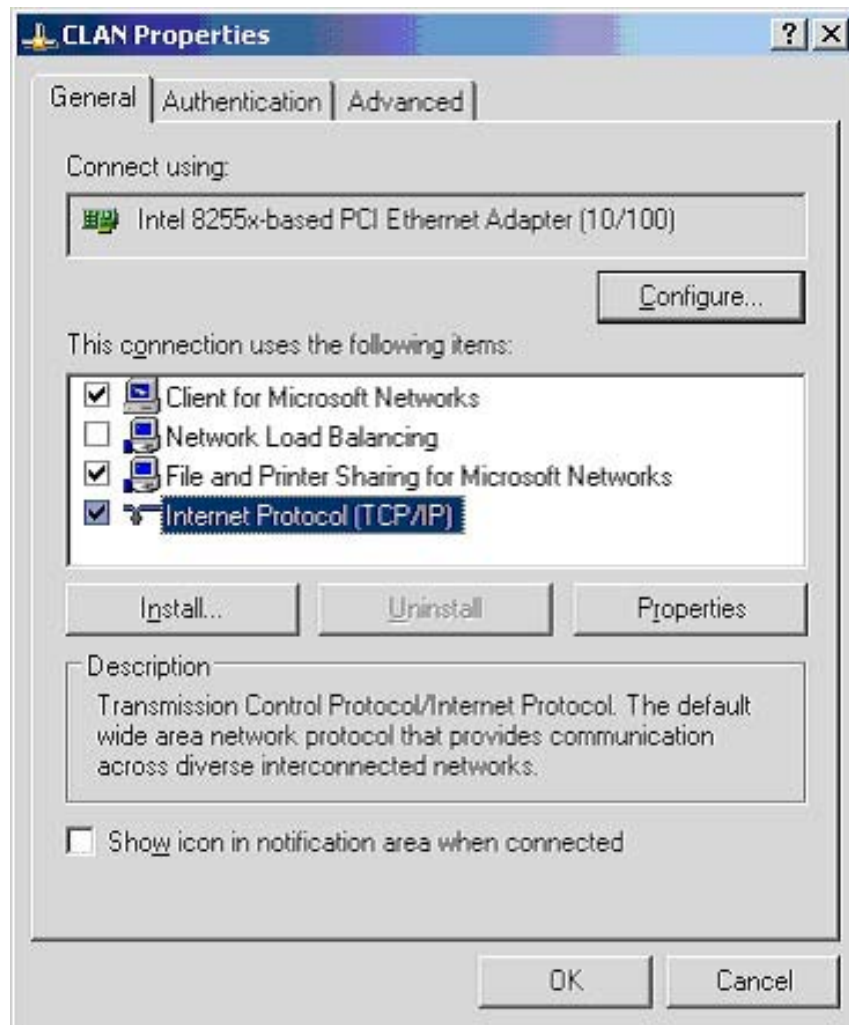 CLAN Properties
General Authentication Advanced
Connect using:
Intel 8255x-based PCI Ethernet Adapter (10/100)
Configure...
This connection uses the following items:
Client for Microsoft Networks
Network Load Balancing
File and Printer Sharing for Microsoft Networks
Internet Protocol (TCP/IP)
Install... Uninstall Properties
Description
Transmission Control Protocol/Internet Protocol. The default
wide area network protocol that provides communication
across diverse interconnected networks.
Show icon in notification area when connected
OK Cancel